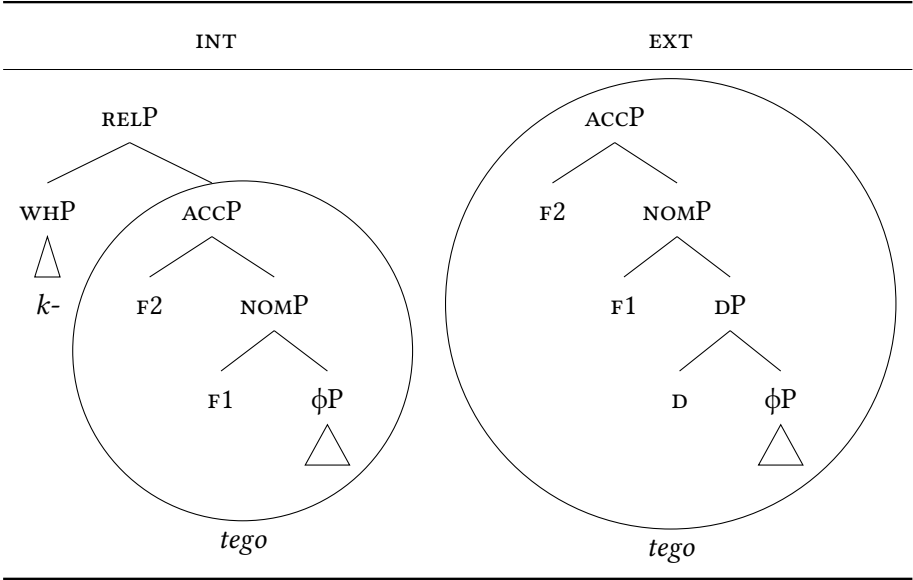 INT EXT
RELP ACCP
WHP ACCP F2 NOMP
k- F2 NOMP F1 DP
F1 ϕP D ϕP
tego tego